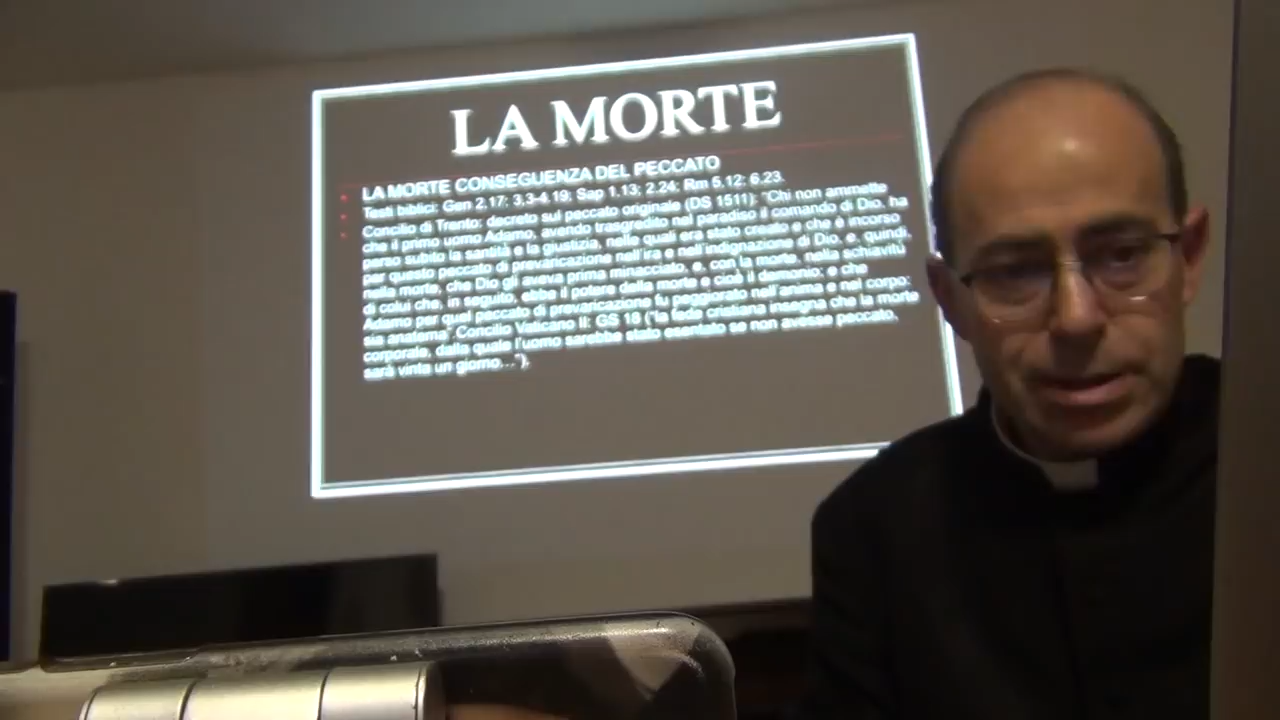 LA MORTE
LA MORTE CONSEGUENZA DEL PECCATO
Testi biblici: Gen 2,17; 3,3-4.19; Sap 1,13; 2,24; Rm 5,12; 6,23.
Concilio di Trento: decreto sul peccato originale (DS 1511): "Chi non ammette
che il primo uomo Adamo, avendo trasgredito nel paradiso il comando di Dio, ha
perso subito la santità e la giustizia, nelle quali era stato creato e che è incorso
per questo peccato di prevaricazione nell'ira e nell'indignazione di Dio, e, quindi,
nella morte, che Dio gli aveva prima minacciato, e, con la morte, nella schiavitù
di colui che, in seguito, ebbe il potere della morte e cioè il demonio; e che
Adamo per quel peccato di prevaricazione fu peggiorato nell'anima e nel corpo:
sia anatema" Concilio Vaticano II: GS 18 ("la fede cristiana insegna che la morte
corporale, dalla quale l'uomo sarebbe stato esentato se non avesse peccato,
sarà vinta un giorno…").